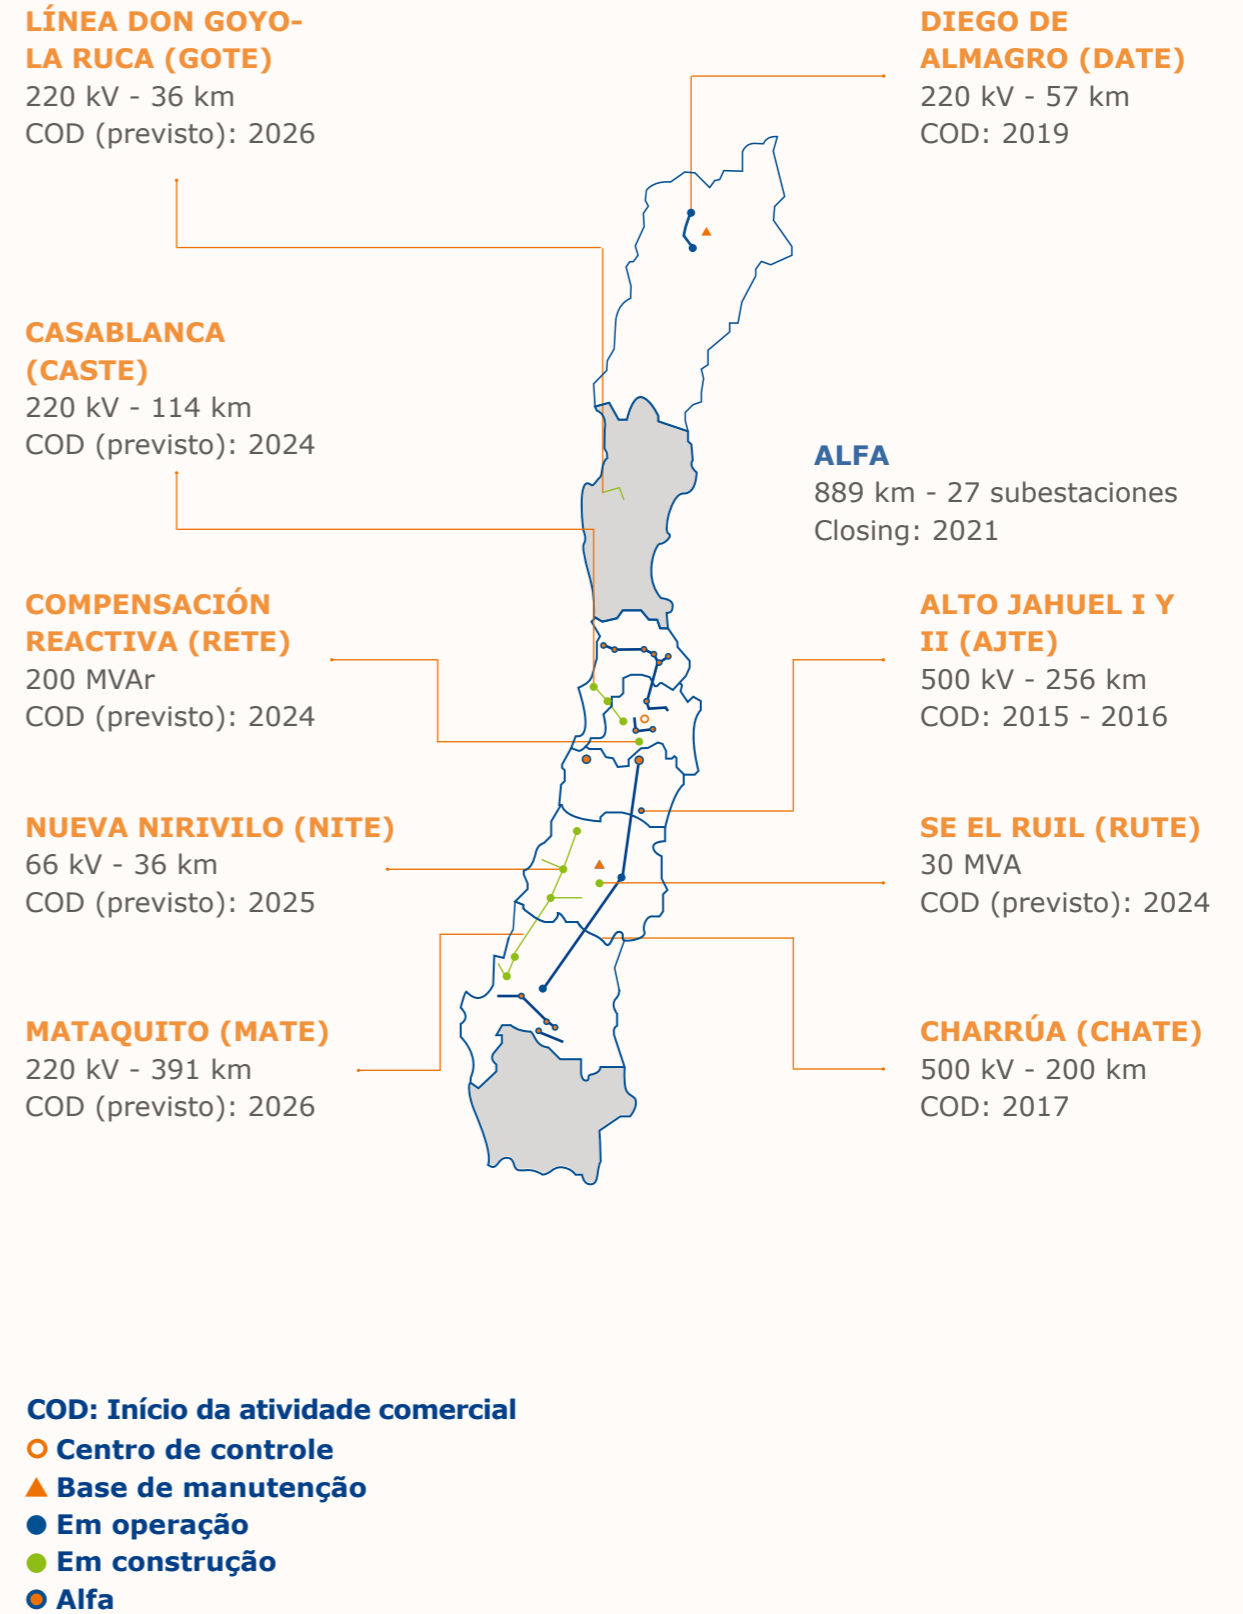 LÍNEA DON GOYO-
LA RUCA (GOTE)
220 kV - 36 km
COD (previsto): 2026
DIEGO DE
ALMAGRO (DATE)
220 kV - 57 km
COD: 2019
CASABLANCA
(CASTE)
220 kV - 114 km
COD (previsto): 2024
ALFA
889 km - 27 subestaciones
Closing: 2021
COMPENSACIÓN
REACTIVA (RETE)
200 MVAr
COD (previsto): 2024
ALTO JAHUEL I Y
II (AJTE)
500 kV - 256 km
COD: 2015 - 2016
NUEVA NIRIVILO (NITE)
66 kV - 36 km
COD (previsto): 2025
SE EL RUIL (RUTE)
30 MVA
COD (previsto): 2024
MATAQUITO (MATE)
220 kV - 391 km
COD (previsto): 2026
CHARRÚA (CHATE)
500 kV - 200 km
COD: 2017
COD: Início da atividade comercial
Centro de controle
Base de manutenção
Em operação
Em construção
Alfa